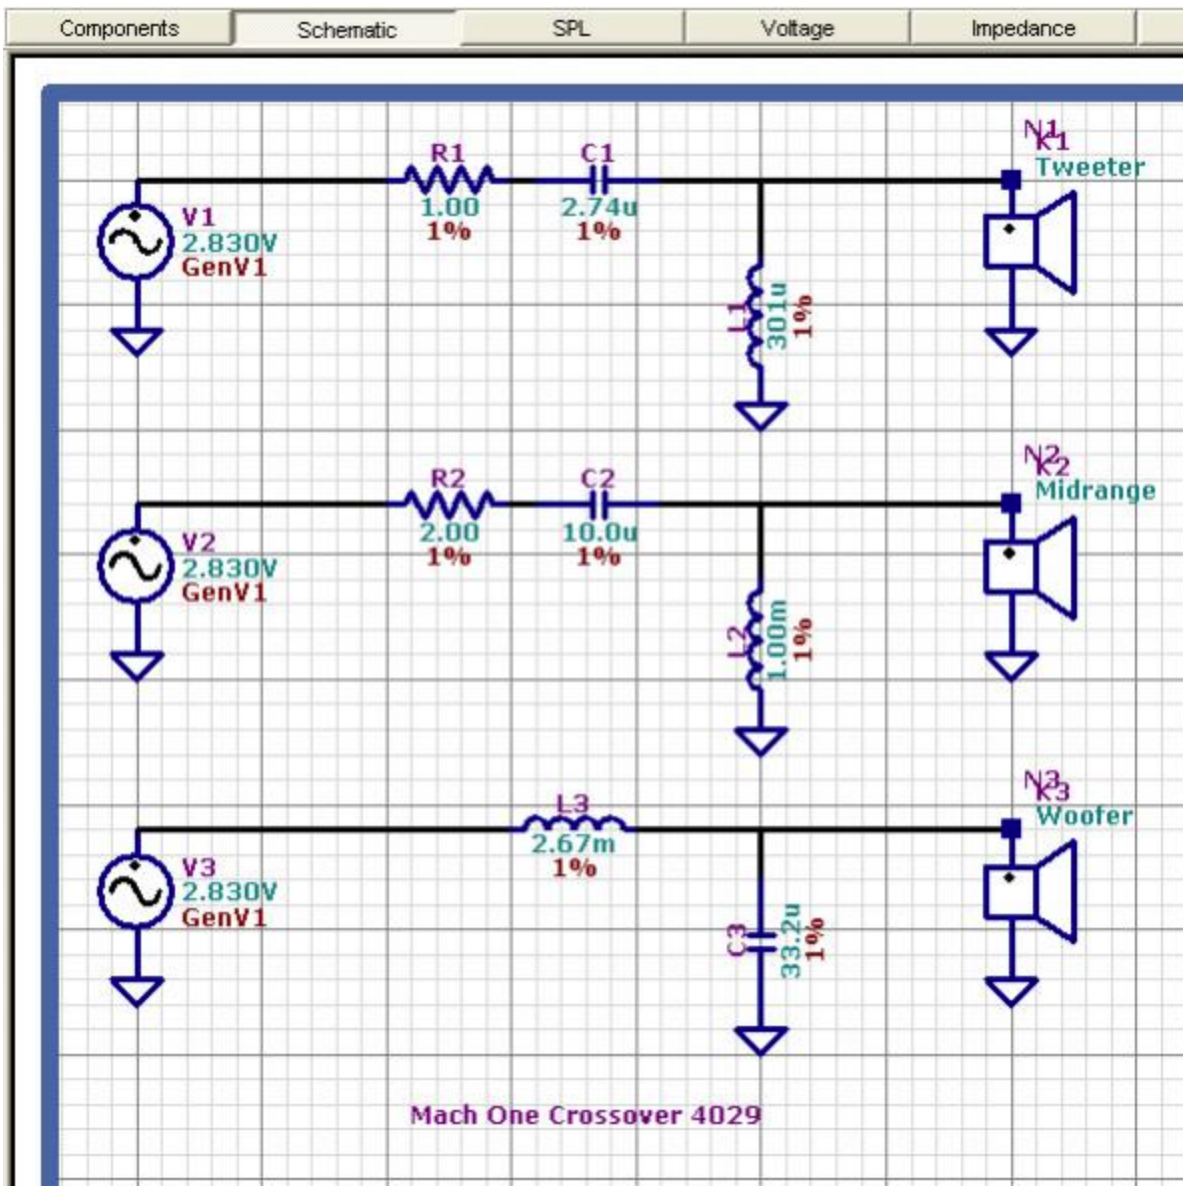 Components
Schematic
SPL
Voltage
Impedance
N1
K1
Tweeter
R1
1.00
1%
C1
2.74u
1%
V1
2.830V
GenV1
L1
301u
1%
N2
K2
Midrange
R2
2.00
1%
C2
10.0u
1%
V2
2.830V
GenV1
L2
1.00m
1%
N3
K3
Woofer
L3
2.67m
1%
V3
2.830V
GenV1
C3
33.2u
1%
Mach One Crossover 4029